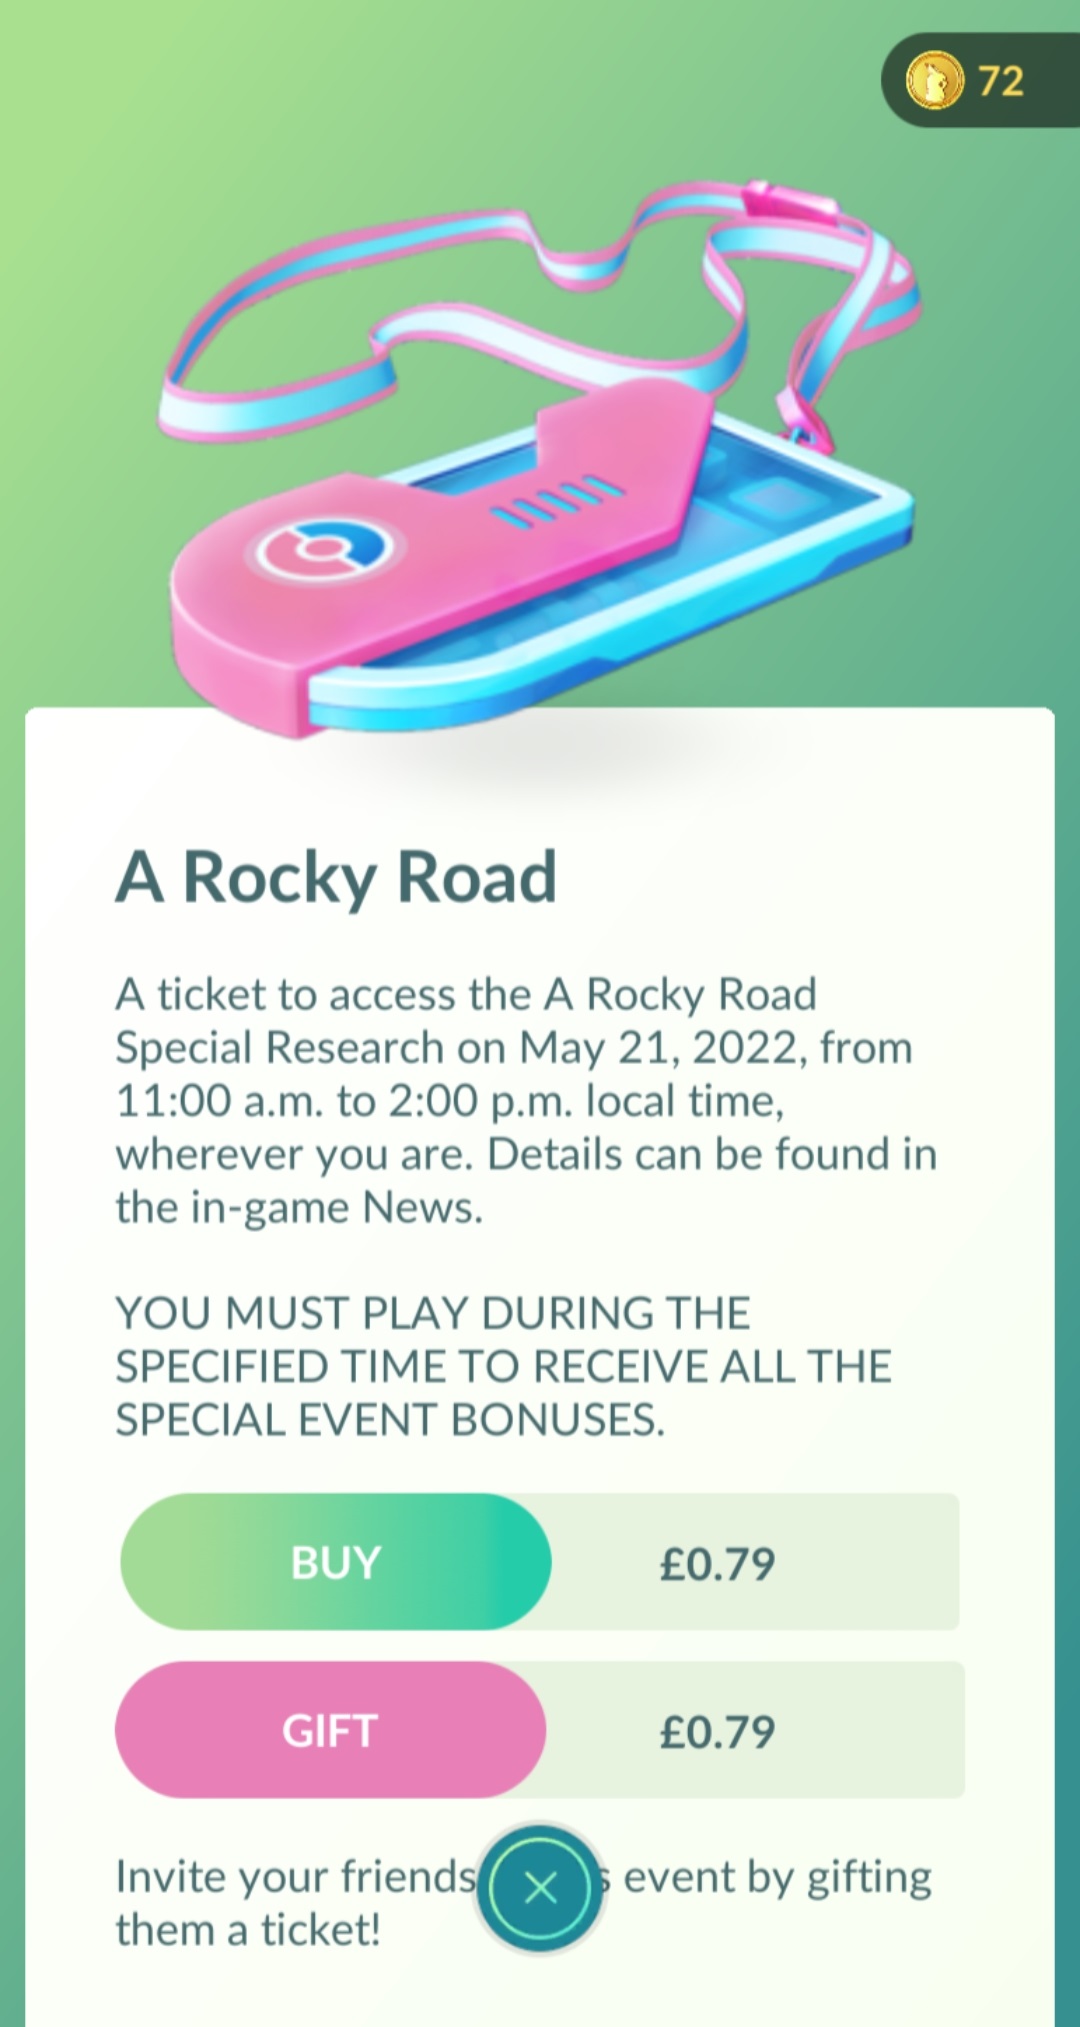 72
A Rocky Road
A ticket to access the A Rocky Road
Special Research on May 21, 2022, from
11:00 a.m. to 2:00 p.m. local time,
wherever you are. Details can be found in
the in-game News.
YOU MUST PLAY DURING THE
SPECIFIED TIME TO RECEIVE ALL THE
SPECIAL EVENT BONUSES.
BUY £0.79
GIFT £0.79
Invite your friends event by gifting
them a ticket!